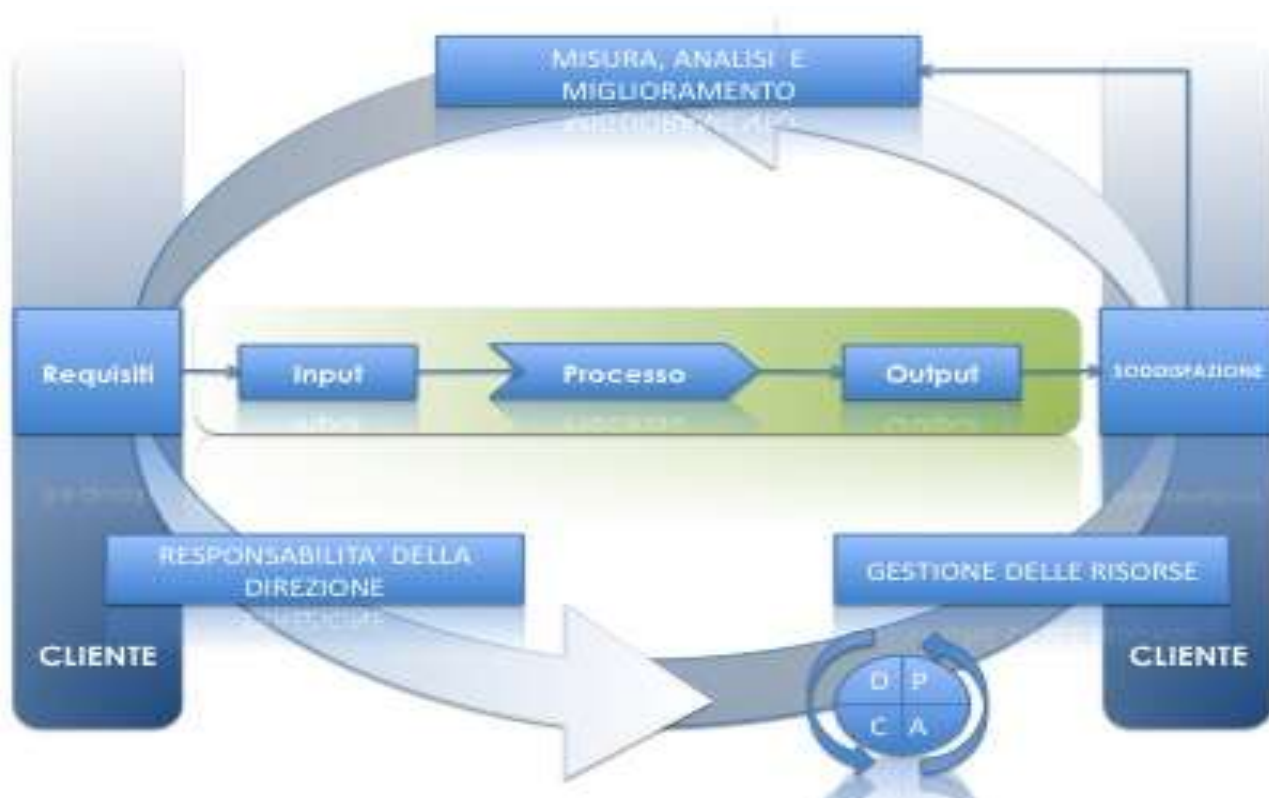 MISURA, ANALISI E
MIGLIORAMENTO
Requisiti
Input
Processo
Output
SODDISFAZIONE
RESPONSABILITA' DELLA
DIREZIONE
GESTIONE DELLE RISORSE
CLIENTE
CLIENTE
D P
C A